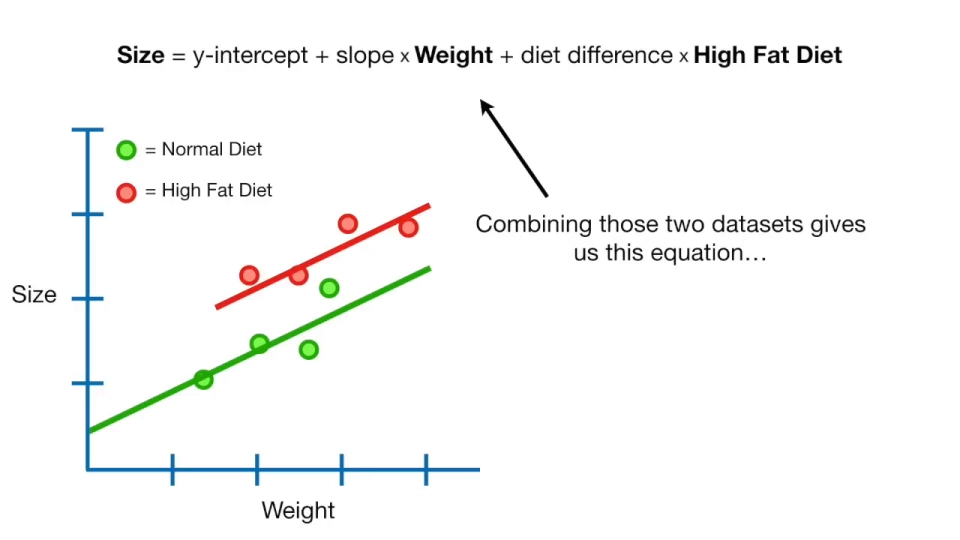 Size = y-intercept + slope x Weight + diet difference x High Fat Diet
= Normal Diet
= High Fat Diet
Combining those two datasets gives
us this equation…
Size
Weight